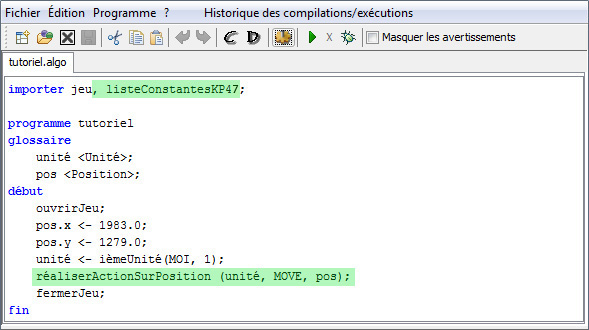 Fichier Édition Programme ? Historique des compilations/exécutions
C D Masquer les avertissements
tutoriel.algo
importer jeu, listeConstantesKP47;
programme tutoriel
glossaire
unité <Unité>;
pos <Position>;
début
ouvrirJeu;
pos.x <- 1983.0;
pos.y <- 1279.0;
unité <- ièmeUnité(MOI, 1);
réaliserActionSurPosition (unité, MOVE, pos);
fermerJeu;
fin